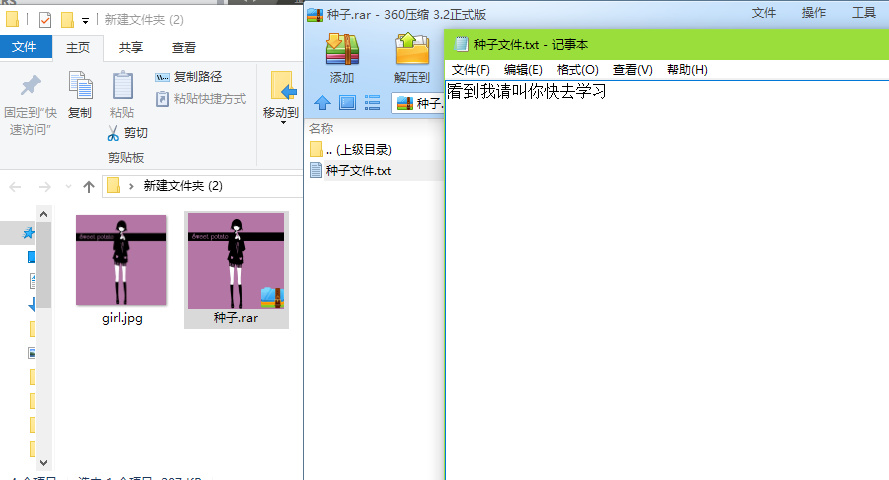 新建文件夹 (2)
文件
主页
共享
查看
固定到"快
速访问"
复制
粘贴
复制路径
粘贴快捷方式
剪切
移动到
剪贴板
新建文件夹 (2)
Sweet potato
girl.jpg
Sweet potato
种子.rar
种子.rar - 360压缩 3.2正式版
文件
操作
工具
添加
解压到
种子.
名称
.. (上级目录)
种子文件.txt
种子文件.txt - 记事本
文件(F)
编辑(E)
格式(O)
查看(V)
帮助(H)
看到我请叫你快去学习